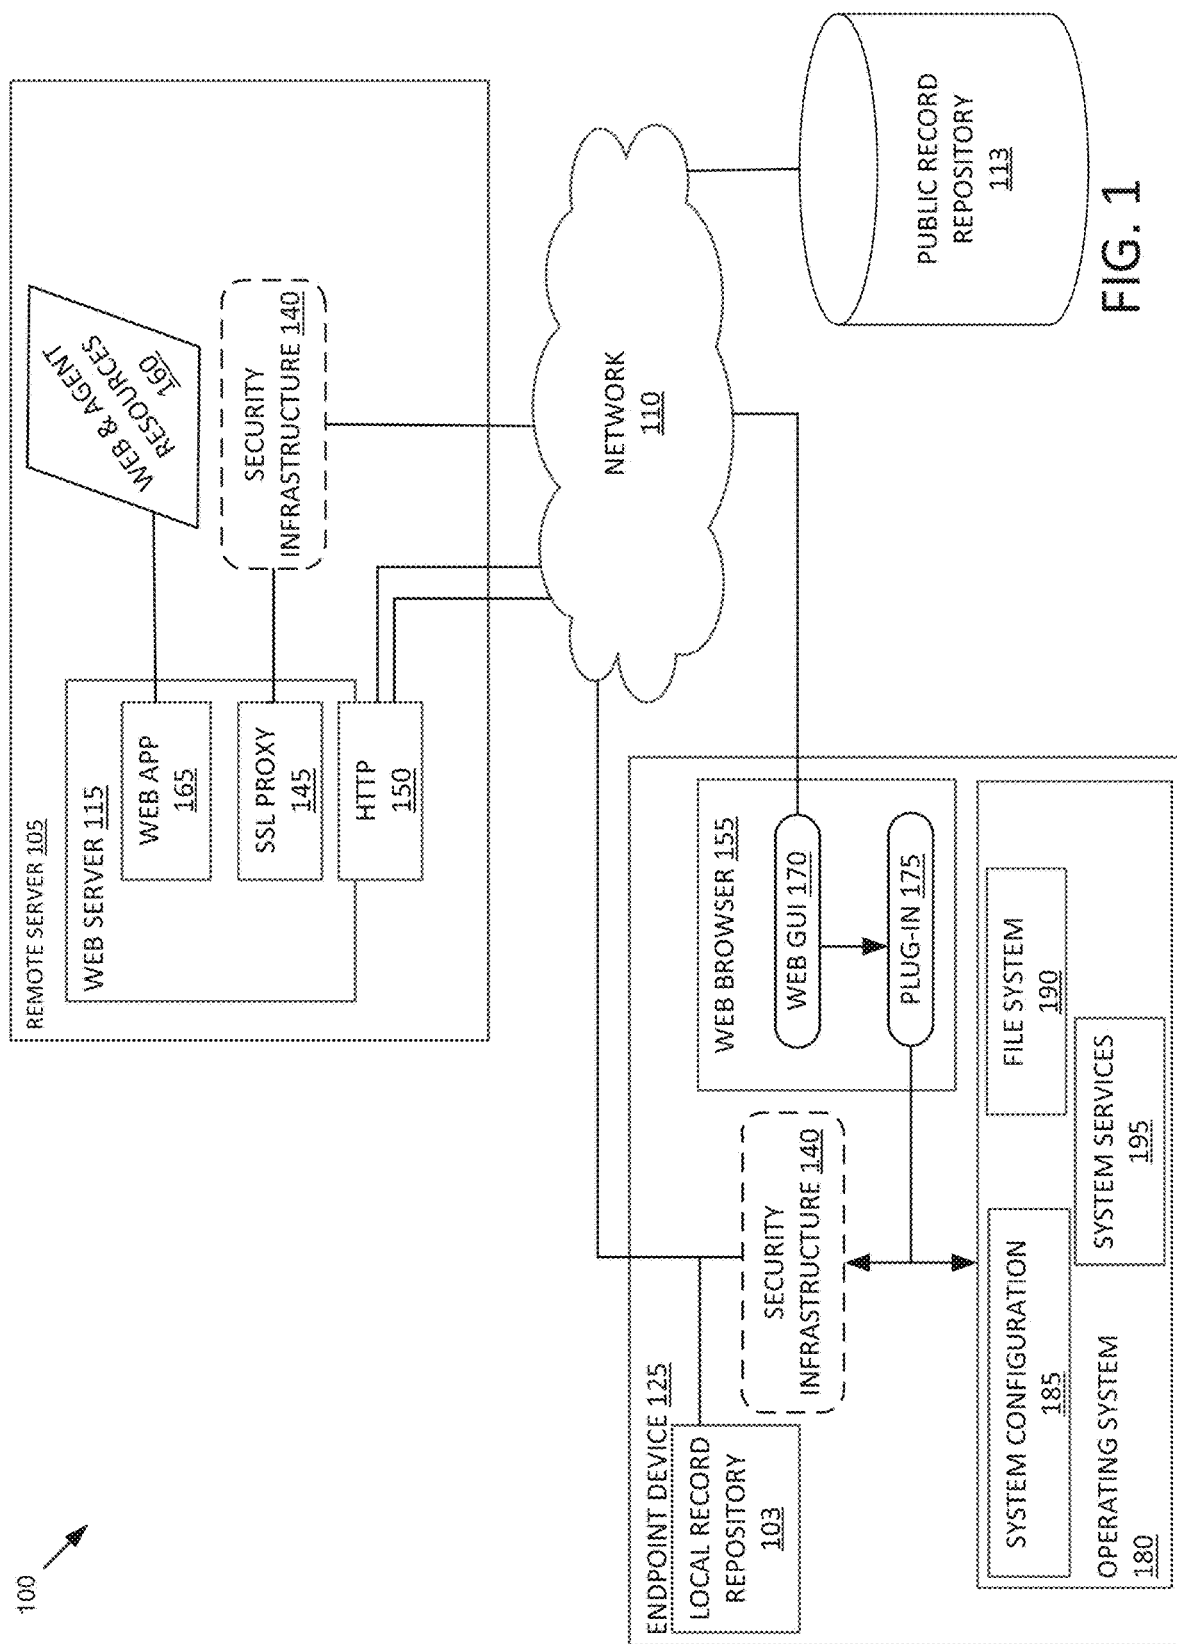 100
REMOTE SERVER 105
WEB SERVER 115
WEB APP
165
SSL PROXY
145
HTTP
150
WEB & AGENT
RESOURCES
160
SECURITY
INFRASTRUCTURE 140
NETWORK
110
PUBLIC RECORD
REPOSITORY
113
ENDPOINT DEVICE 125
LOCAL RECORD
REPOSITORY
103
SECURITY
INFRASTRUCTURE 140
WEB BROWSER 155
WEB GUI 170
PLUG-IN 175
SYSTEM CONFIGURATION
185
FILE SYSTEM
190
SYSTEM SERVICES
195
OPERATING SYSTEM
180
FIG. 1